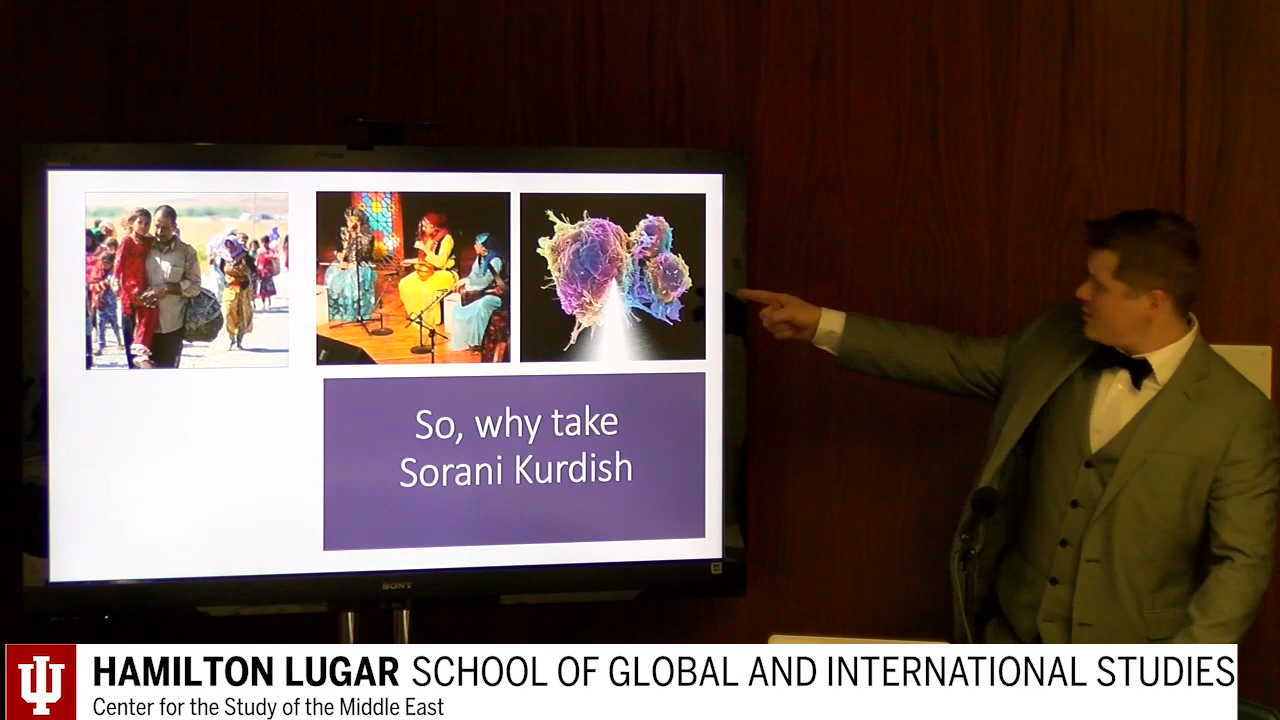 So, why take
Sorani Kurdish
SONY
HAMILTON LUGAR SCHOOL OF GLOBAL AND INTERNATIONAL STUDIES
Center for the Study of the Middle East